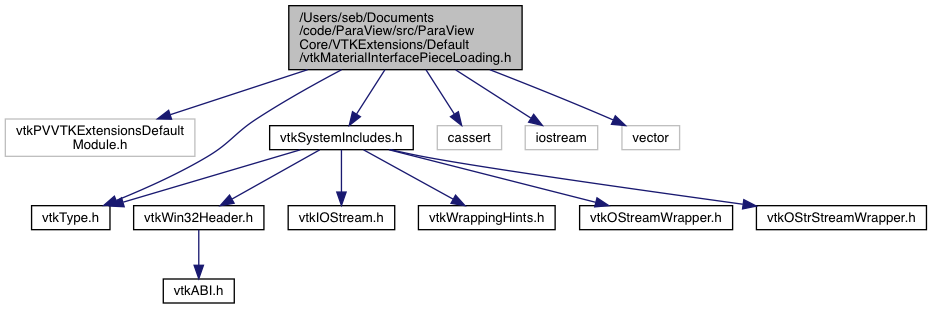 /Users/seb/Documents
/code/ParaView/src/ParaView
Core/VTKExtensions/Default
/vtkMaterialInterfacePieceLoading.h
vtkPVVTKExtensionsDefault
Module.h
vtkSystemIncludes.h
cassert
iostream
vector
vtkType.h
vtkWin32Header.h
vtkIOStream.h
vtkWrappingHints.h
vtkOStreamWrapper.h
vtkOStrStreamWrapper.h
vtkABI.h